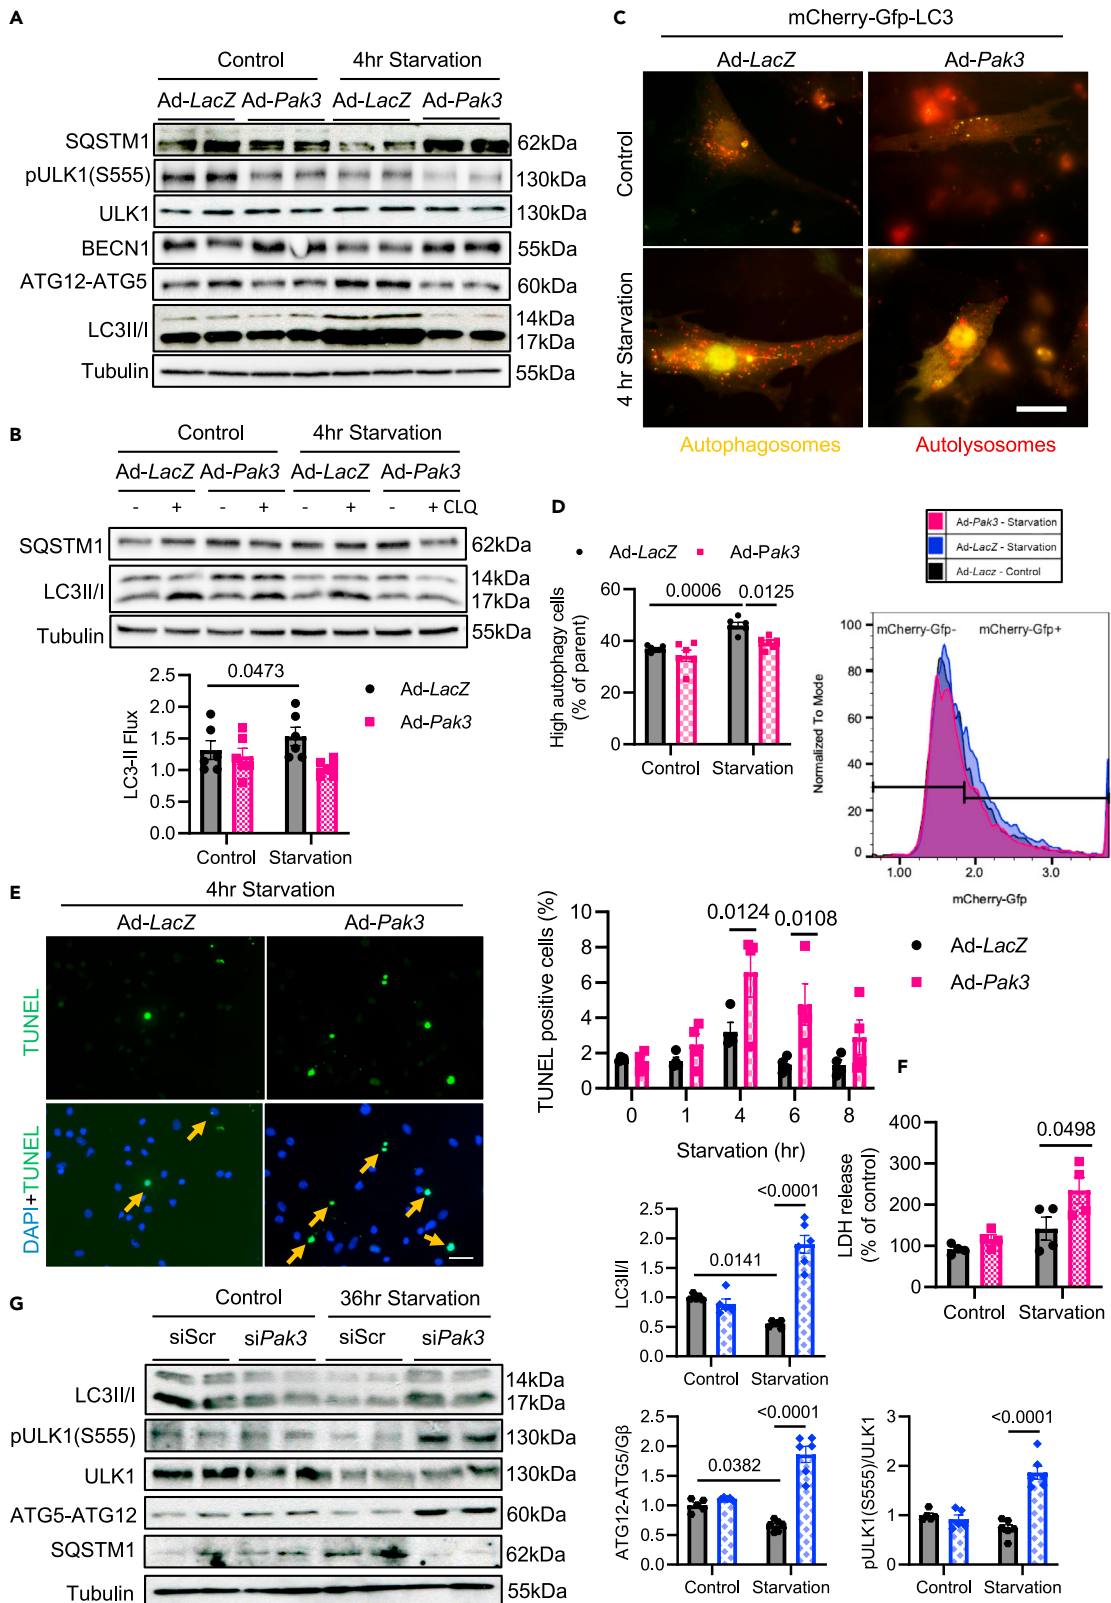 A
Control 4hr Starvation
Ad-LacZ Ad-Pak3 Ad-LacZ Ad-Pak3
SQSTM1 62kDa
pULK1(S555) 130kDa
ULK1 130kDa
BECN1 55kDa
ATG12-ATG5 60kDa
LC3II/I 14kDa
17kDa
Tubulin 55kDa
B
Control 4hr Starvation
Ad-LacZ Ad-Pak3 Ad-LacZ Ad-Pak3
- + - + - + - + CLQ
SQSTM1 62kDa
LC3II/I 14kDa
17kDa
Tubulin 55kDa
0.0473
Ad-LacZ
Ad-Pak3
LC3-II Flux
2.5
2.0
1.5
1.0
0.5
0.0
Control Starvation
C
mCherry-Gfp-LC3
Ad-LacZ Ad-Pak3
Control
4 hr Starvation
Autophagosomes Autolysosomes
D
Ad-LacZ Ad-Pak3
0.0006 0.0125
High autophagy cells
(% of parent)
60
40
20
0
Control Starvation
Ad-Pak3 - Starvation
Ad-LacZ - Starvation
Ad-Lacz - Control
mCherry-Gfp- mCherry-Gfp+
Normalized To Mode
100
80
60
40
20
0
1.00 2.0 3.0
mCherry-Gfp
E
4hr Starvation
Ad-LacZ Ad-Pak3
TUNEL
DAPI+TUNEL
TUNEL positive cells (%)
10
8
6
4
2
0
0.0124 0.0108
Ad-LacZ
Ad-Pak3
0 1 4 6 8
Starvation (hr)
F
LDH release
(% of control)
400
300
200
100
0
0.0498
Control Starvation
G
Control 36hr Starvation
siScr siPak3 siScr siPak3
LC3II/I 14kDa
17kDa
pULK1(S555) 130kDa
ULK1 130kDa
ATG5-ATG12 60kDa
SQSTM1 62kDa
Tubulin 55kDa
<0.0001
0.0141
LC3II/I
2.5
2.0
1.5
1.0
0.5
0.0
Control Starvation
<0.0001
0.0382
ATG12-ATG5/Gβ
2.5
2.0
1.5
1.0
0.5
0.0
Control Starvation
<0.0001
pULK1(S555)/ULK1
3
2
1
0
Control Starvation